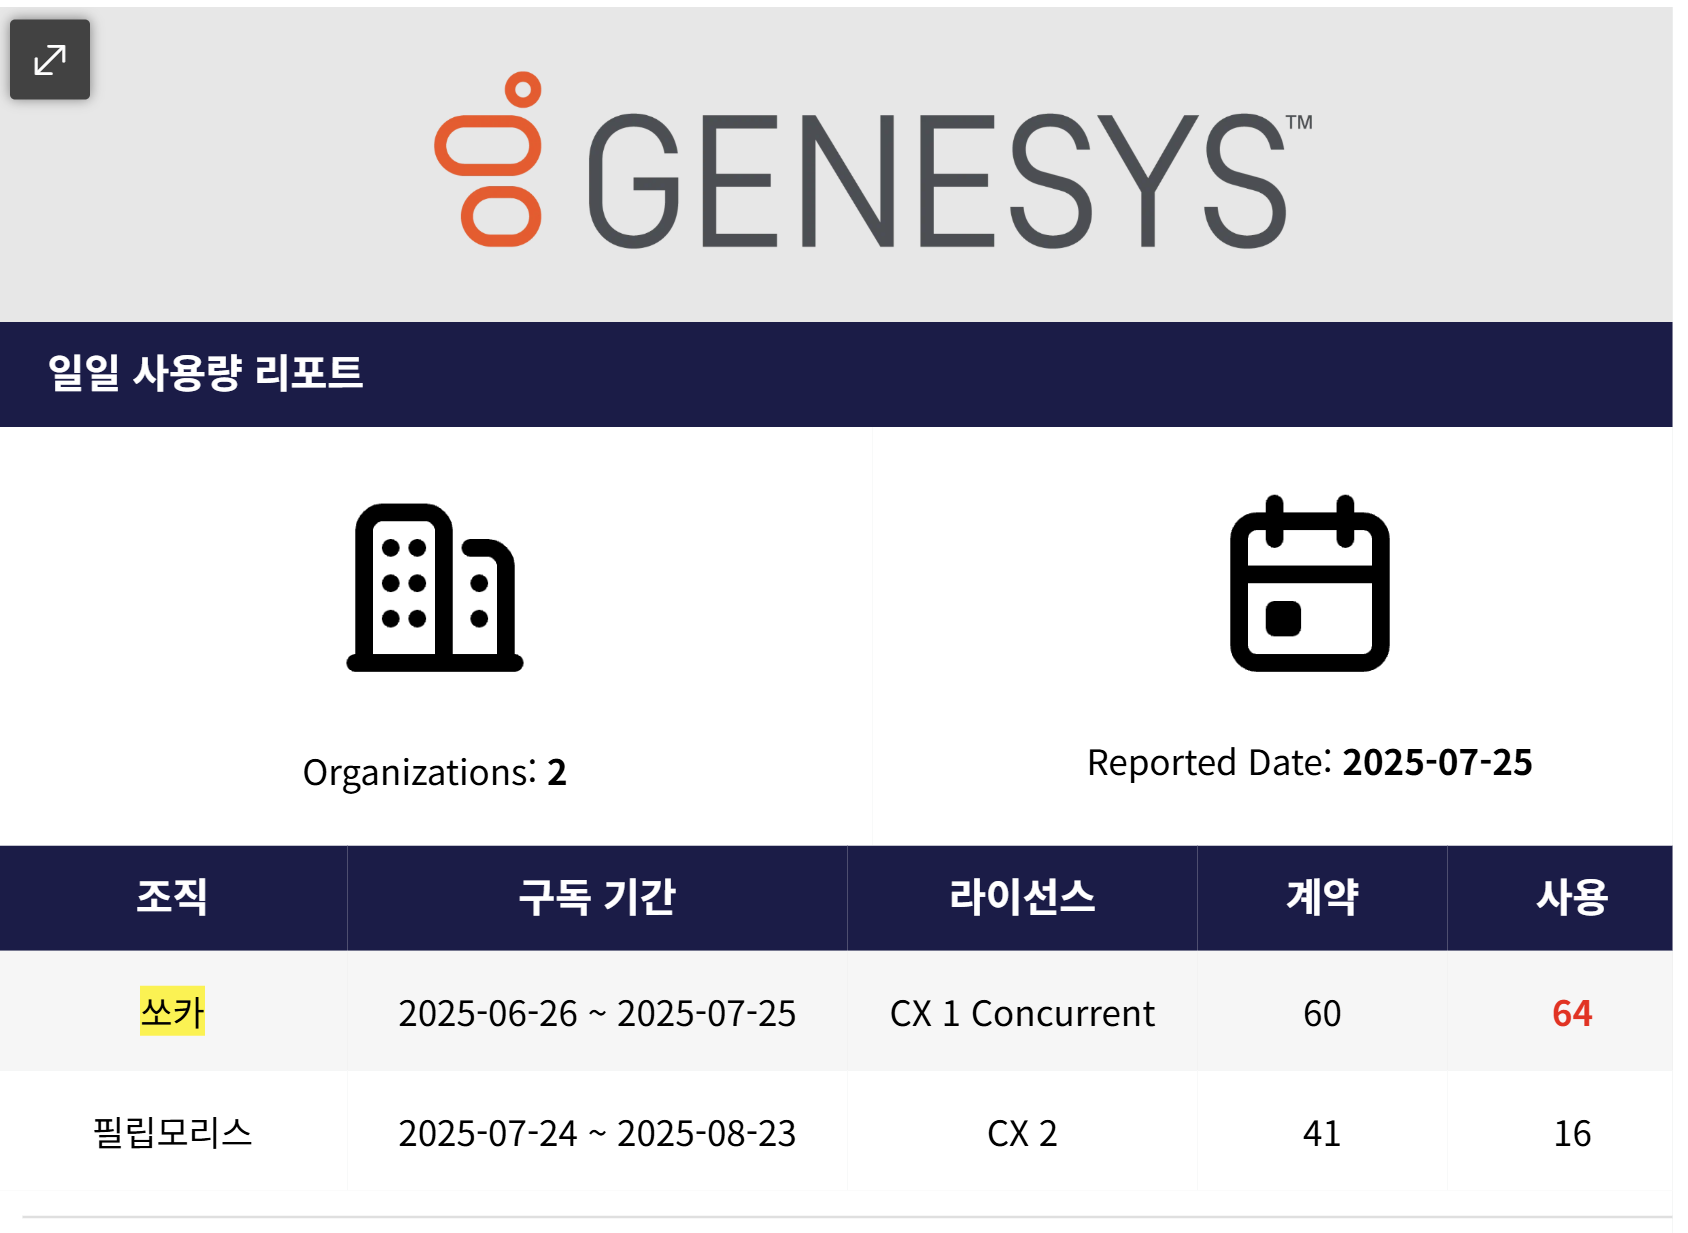 GENESYS™
일일 사용량 리포트
Organizations: 2
Reported Date: 2025-07-25
조직 구독 기간 라이선스 계약 사용
쏘카 2025-06-26 ~ 2025-07-25 CX 1 Concurrent 60 64
필립모리스 2025-07-24 ~ 2025-08-23 CX 2 41 16